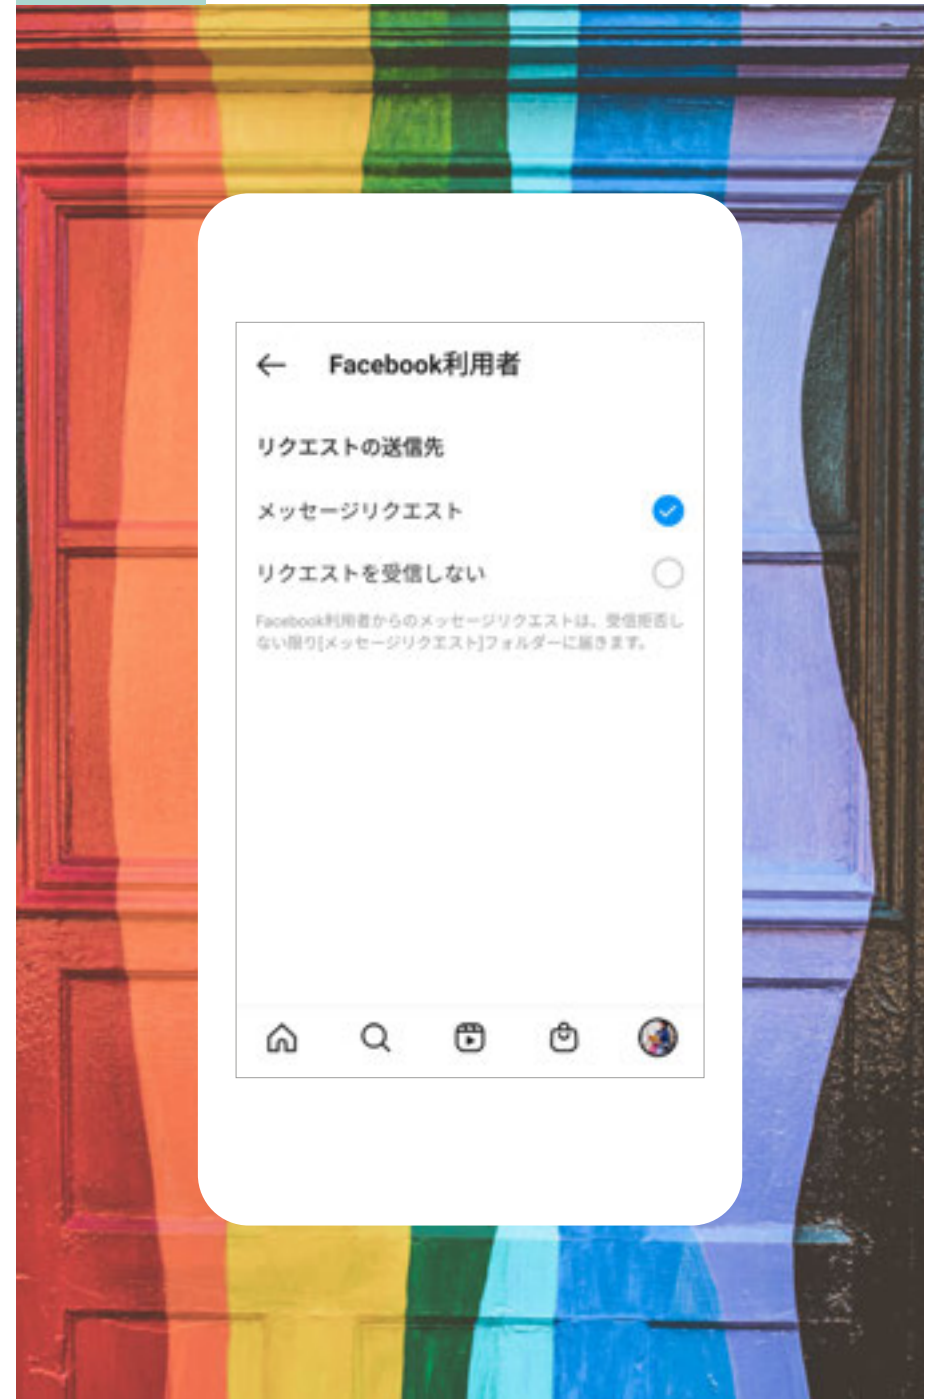 Facebook利用者
リクエストの送信先
メッセージリクエスト
リクエストを受信しない
Facebook利用者からのメッセージリクエストは、受信拒否し
ない限り[メッセージリクエスト]フォルダーに届きます。